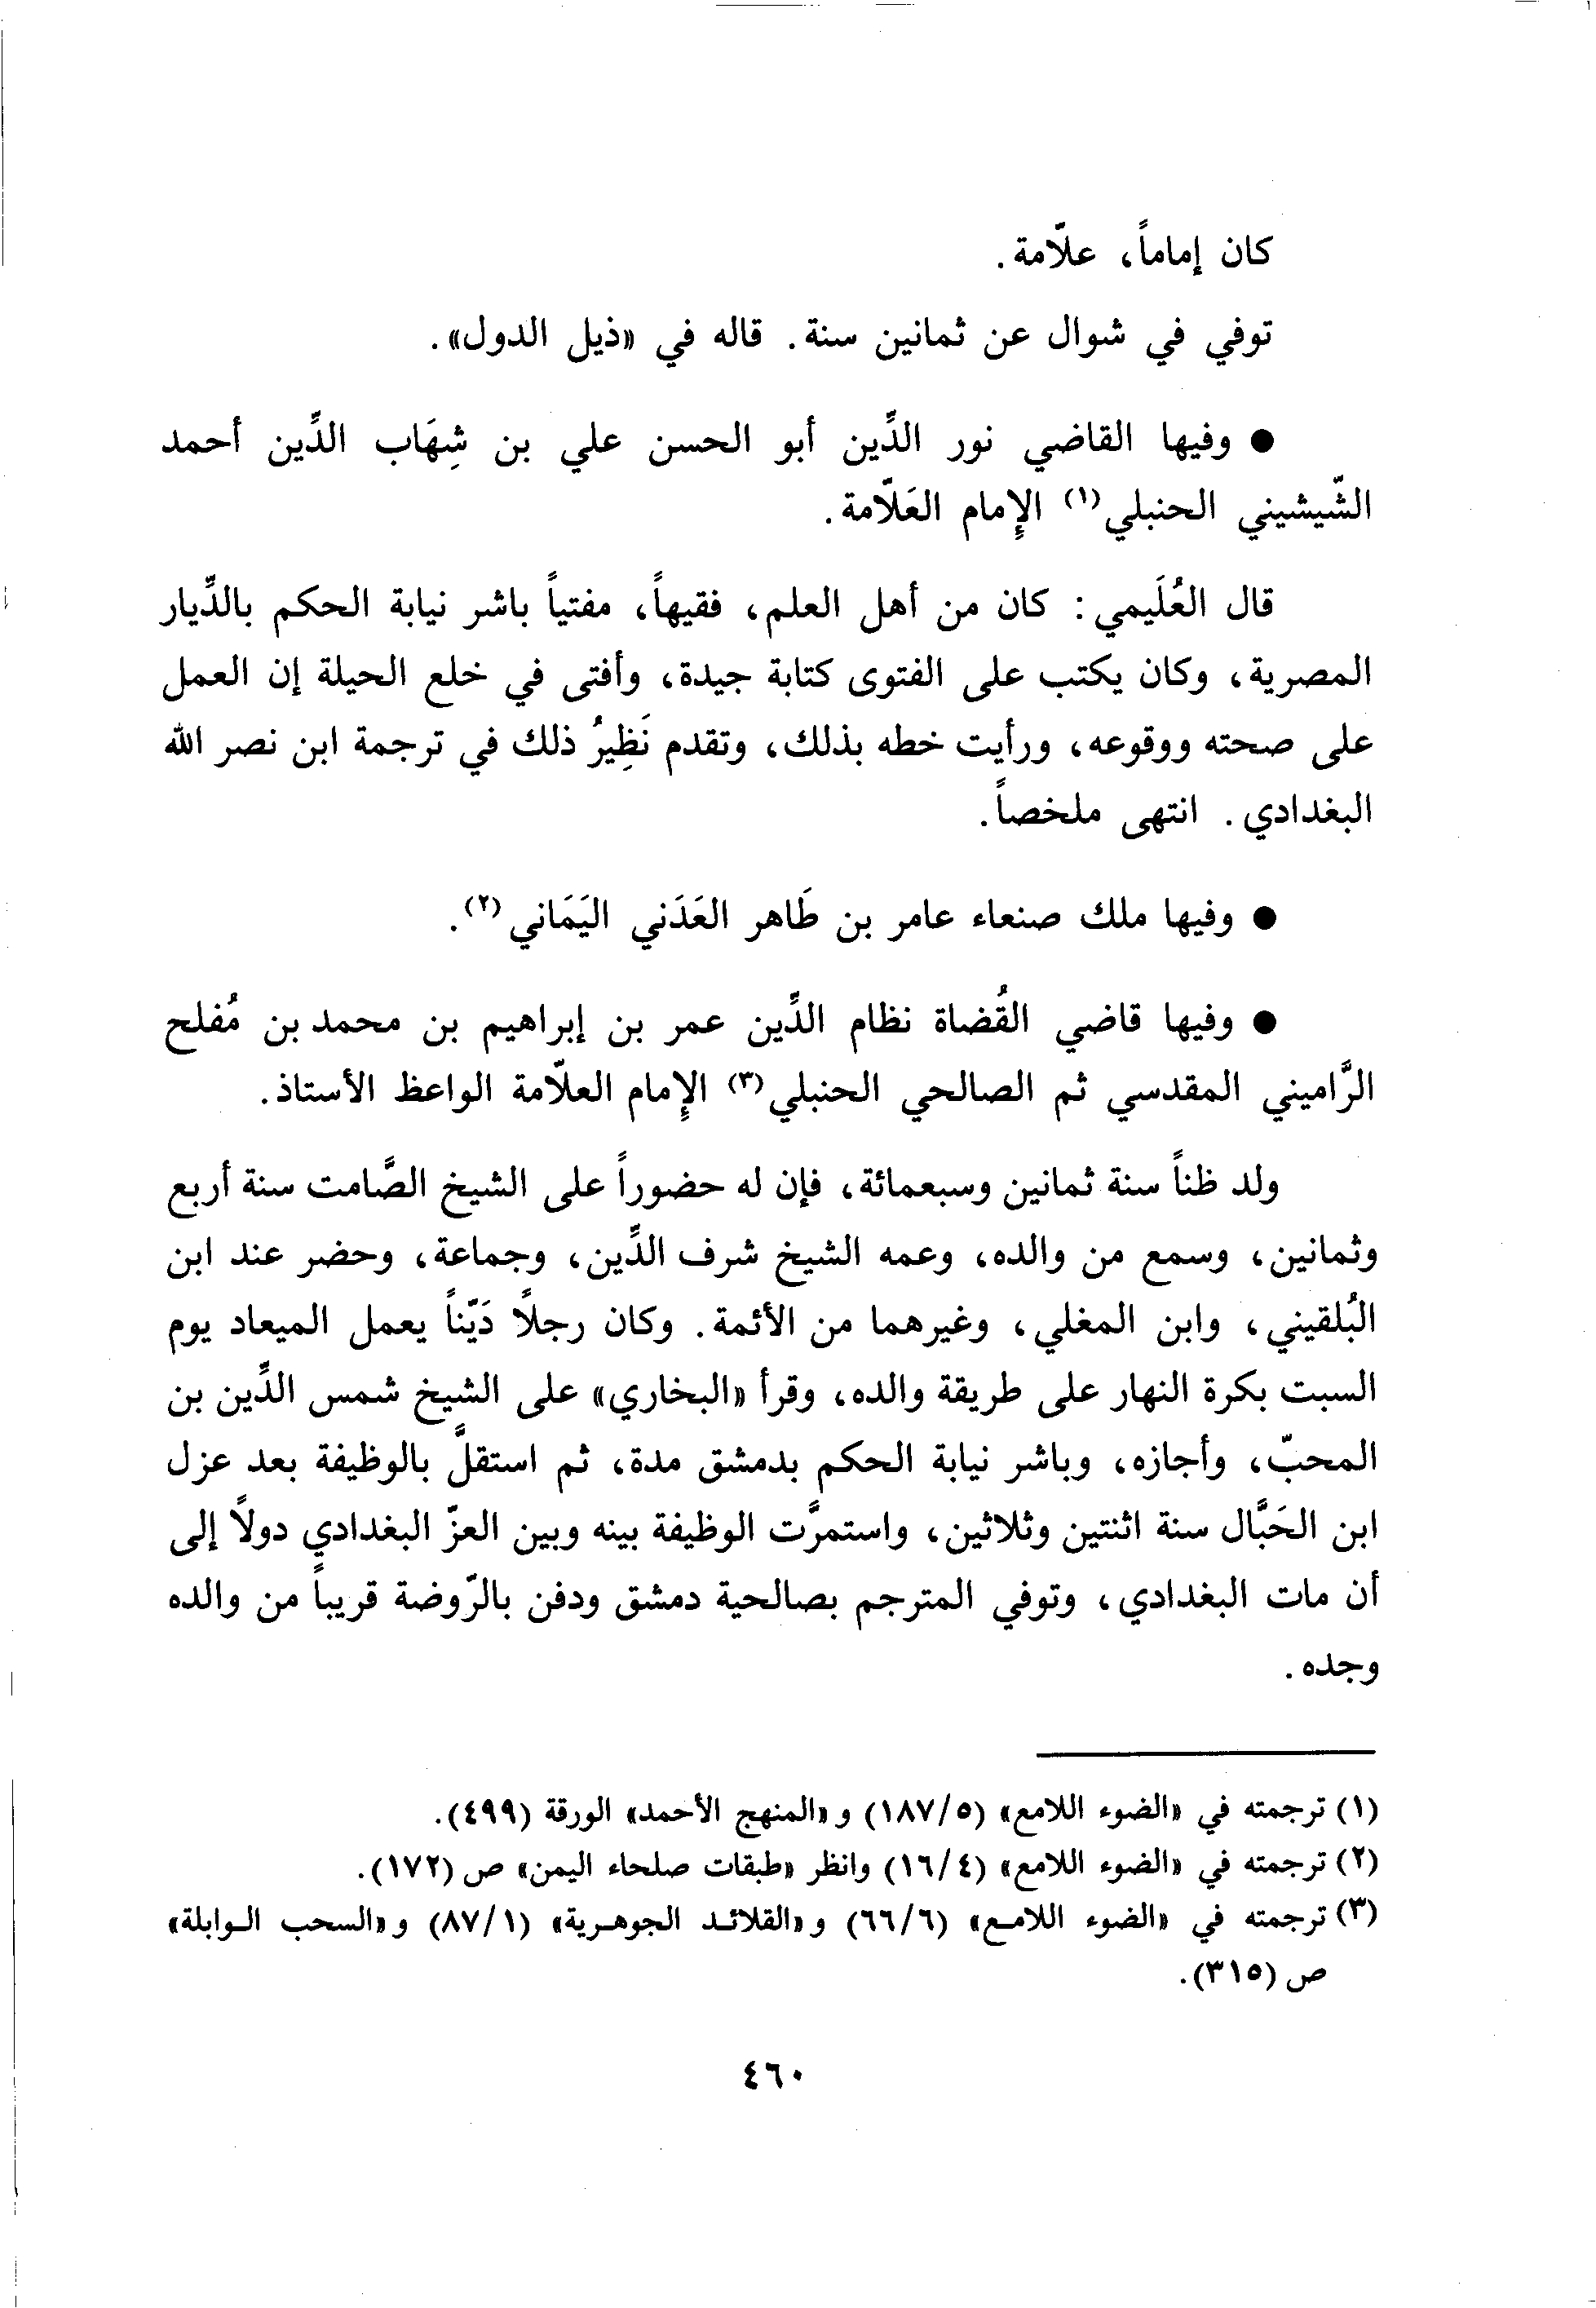 كان إماماً، علّامة.
توفي في شوال عن ثمانين سنة. قاله في «ذيل الدول».
● وفيها القاضي نور الدِّين أبو الحسن علي بن شِهَاب الدِّين أحمد
الشّيشيني الحنبلي(١) الإِمام العَلّامة.
قال العُلَيمي: كان من أهل العلم، فقيهاً، مفتياً باشر نيابة الحكم بالدِّيار
المصرية، وكان يكتب على الفتوى كتابة جيدة، وأفتى في خلع الحيلة إن العمل
على صحته ووقوعه، ورأيت خطه بذلك، وتقدم نَظِيرُ ذلك في ترجمة ابن نصر الله
البغدادي. انتهى ملخصاً.
● وفيها ملك صنعاء عامر بن طَاهر العَدَني اليَمَاني(٢).
● وفيها قاضي القُضاة نظام الدِّين عمر بن إبراهيم بن محمد بن مُفلح
الرَّاميني المقدسي ثم الصالحي الحنبلي(٣) الإِمام العلّامة الواعظ الأستاذ.
ولد ظناً سنة ثمانين وسبعمائة، فإن له حضوراً على الشيخ الصَّامت سنة أربع
وثمانين، وسمع من والده، وعمه الشيخ شرف الدِّين، وجماعة، وحضر عند ابن
البُلقيني، وابن المغلي، وغيرهما من الأئمة. وكان رجلاً دَيّناً يعمل الميعاد يوم
السبت بكرة النهار على طريقة والده، وقرأ «البخاري» على الشيخ شمس الدِّين بن
المحبّ، وأجازه، وباشر نيابة الحكم بدمشق مدة، ثم استقلَّ بالوظيفة بعد عزل
ابن الحَبَّال سنة اثنتين وثلاثين، واستمرَّت الوظيفة بينه وبين العزّ البغدادي دولاً إلى
أن مات البغدادي، وتوفي المترجم بصالحية دمشق ودفن بالرّوضة قريباً من والده
وجده.
(١) ترجمته في «الضوء اللامع» (١٨٧/٥) و«المنهج الأحمد» الورقة (٤٩٩).
(٢) ترجمته في «الضوء اللامع» (١٦/٤) وانظر «طبقات صلحاء اليمن» ص (١٧٢).
(٣) ترجمته في «الضوء اللامع» (٦٦/٦) و«القلائد الجوهرية» (٨٧/١) و«السحب الوابلة»
ص (٣١٥).
٤٦٠